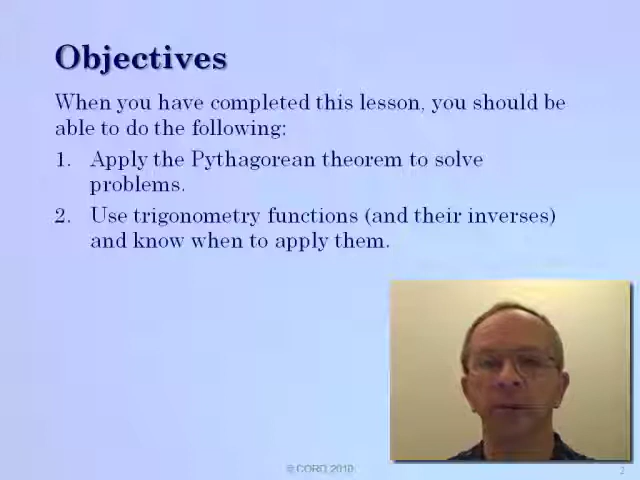 Objectives
When you have completed this lesson, you should be
able to do the following:
1. Apply the Pythagorean theorem to solve
problems.
2. Use trigonometry functions (and their inverses)
and know when to apply them.
© CORD 2010
2